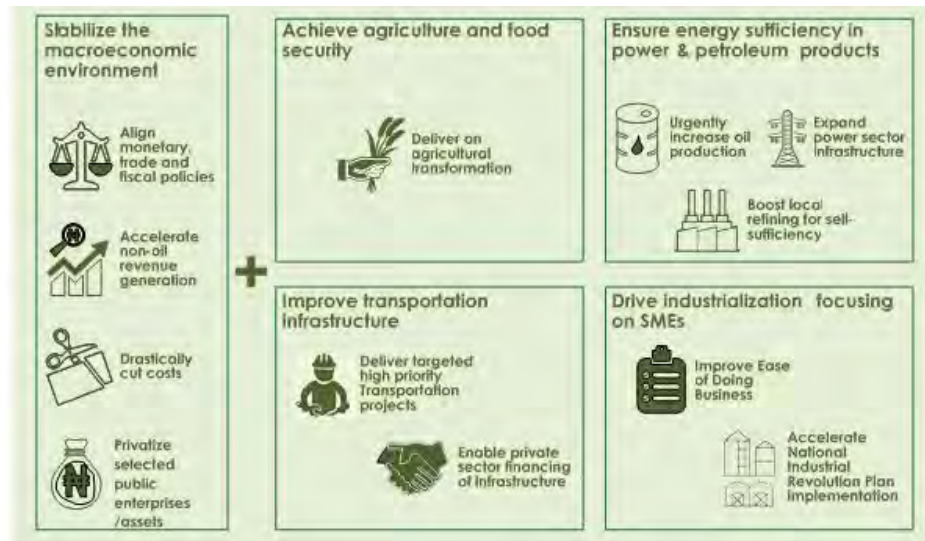 Stabilize the
macroeconomic
environment
Align
monetary,
trade and
fiscal policies
Accelerate
non-oil
revenue
generation
Drastically
cut costs
Privatize
selected
public
enterprises
/assets
+
Achieve agriculture and food
security
Deliver on
agricultural
transformation
Ensure energy sufficiency in
power & petroleum products
Urgently
increase oil
production
Expand
power sector
infrastructure
Boost local
refining for self-
sufficiency
Improve transportation
infrastructure
Deliver targeted
high priority
Transportation
projects
Enable private
sector financing
of infrastructure
Drive industrialization focusing
on SMEs
Improve Ease
of Doing
Business
Accelerate
National
Industrial
Revolution Plan
implementation